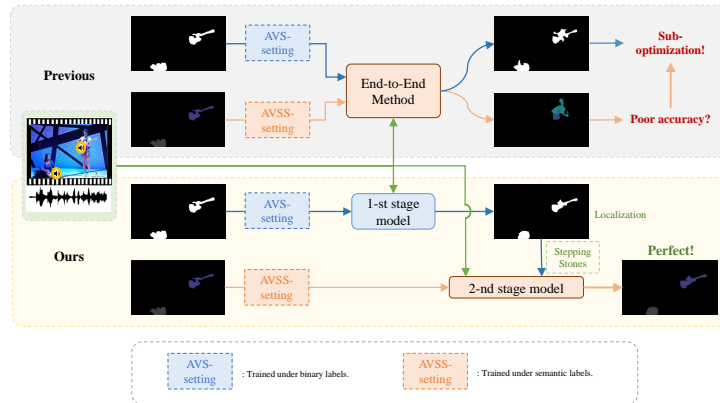 Previous
AVS-
setting
AVSS-
setting
End-to-End
Method
Sub-
optimization!
Poor accuracy?
Ours
AVS-
setting
1-st stage
model
Localization
Stepping
Stones
Perfect!
AVSS-
setting
2-nd stage model
AVS-
setting
: Trained under binary labels.
AVSS-
setting
: Trained under semantic labels.